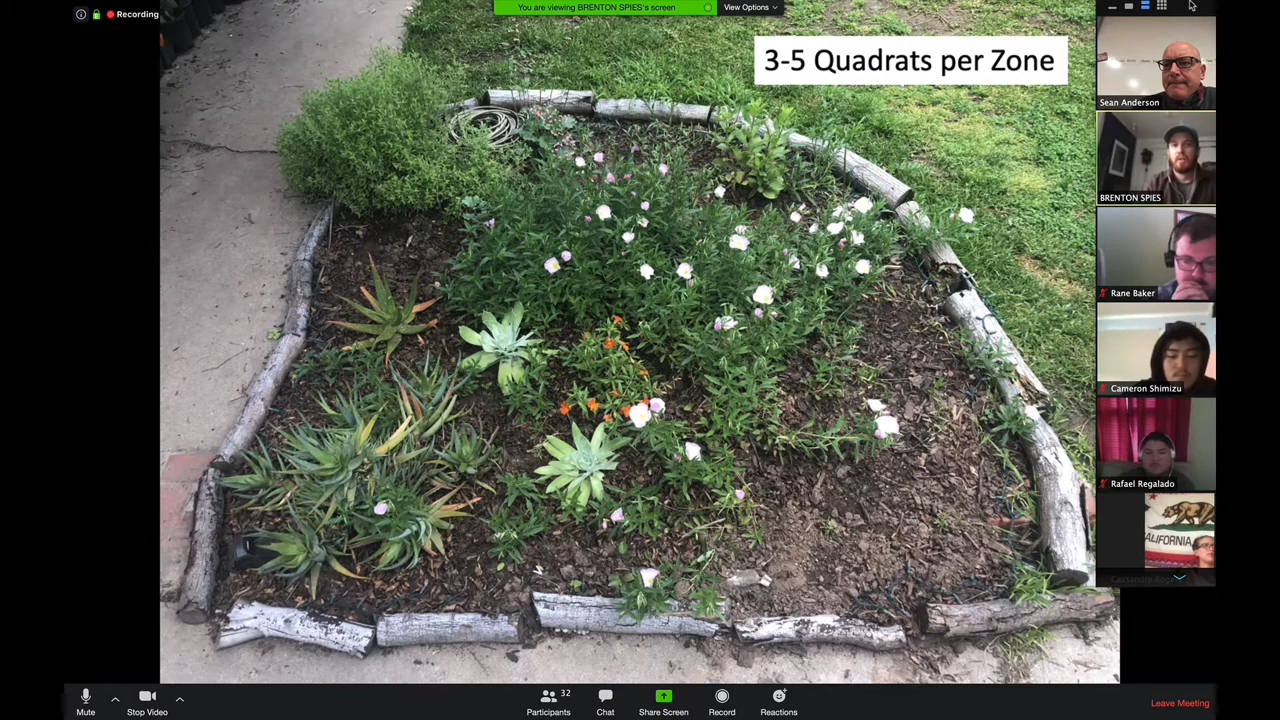 Recording
You are viewing BRENTON SPIES's screen
View Options
3-5 Quadrats per Zone
Sean Anderson
BRENTON SPIES
Rane Baker
Cameron Shimizu
Rafael Regalado
ALIFORNIA
Mute
Stop Video
Participants
32
Chat
Share Screen
Record
Reactions
Leave Meeting